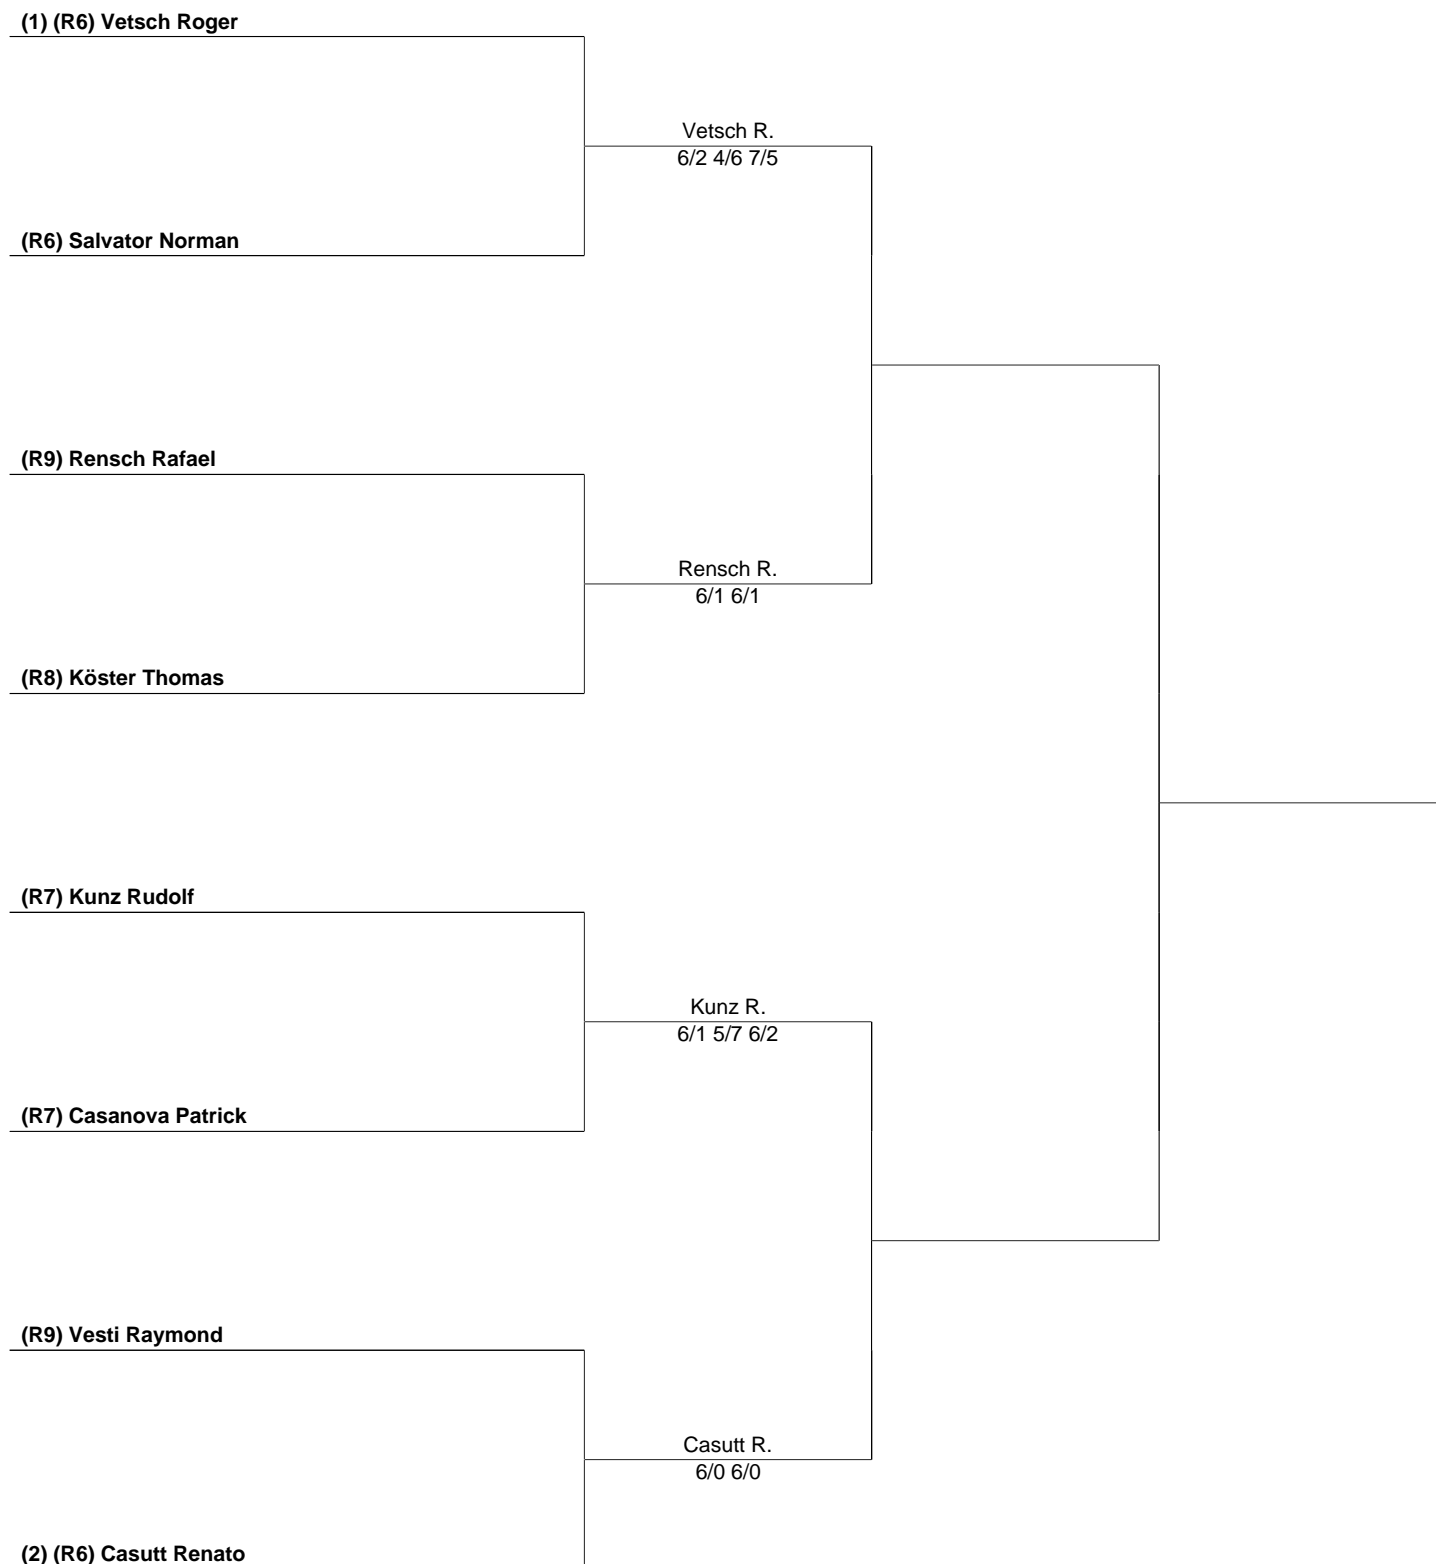 (1) (R6) Vetsch Roger
Vetsch R.
6/2 4/6 7/5
(R6) Salvator Norman
(R9) Rensch Rafael
Rensch R.
6/1 6/1
(R8) Köster Thomas
(R7) Kunz Rudolf
Kunz R.
6/1 5/7 6/2
(R7) Casanova Patrick
(R9) Vesti Raymond
Casutt R.
6/0 6/0
(2) (R6) Casutt Renato